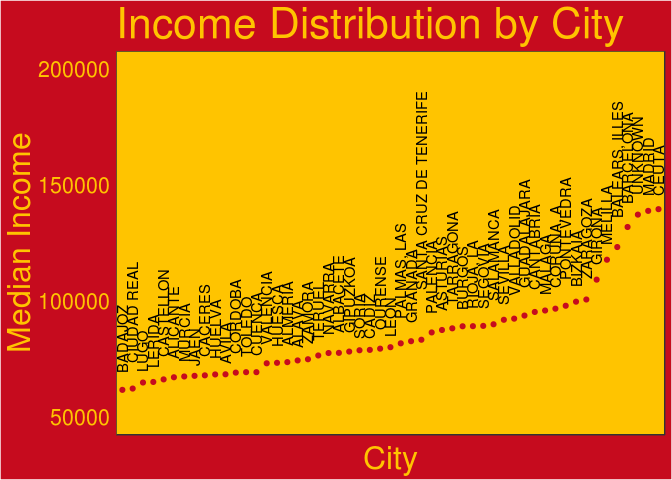 Income Distribution by City
Median Income
200000
150000
100000
50000
BADAJOZ
CIUDAD REAL
LUGO
LERIDA
CASTELLON
ALICANTE
MURCIA
JAEN
CACERES
HUELVA
AVILA
CORDOBA
TOLEDO
CUENCA
VALENCIA
HUESCA
ALMERIA
ALAVA
ZAMORA
TERUEL
NAVARRA
ALBACETE
GIPUZKOA
SORIA
CADIZ
OURENSE
LEON
PALMAS, LAS
GRANADA
SANTA CRUZ DE TENERIFE
PALENCIA
ASTURIAS
TARRAGONA
BURGOS
RIOJA, LA
SEGOVIA
SALAMANCA
SEVILLA
VALLADOLID
GUADALAJARA
CANTABRIA
MALAGA
CORUÑA, A
PONTEVEDRA
BIZKAIA
ZARAGOZA
GIRONA
MELILLA
BALEARS, ILLES
BARCELONA
UNKNOWN
MADRID
CEUTA
City